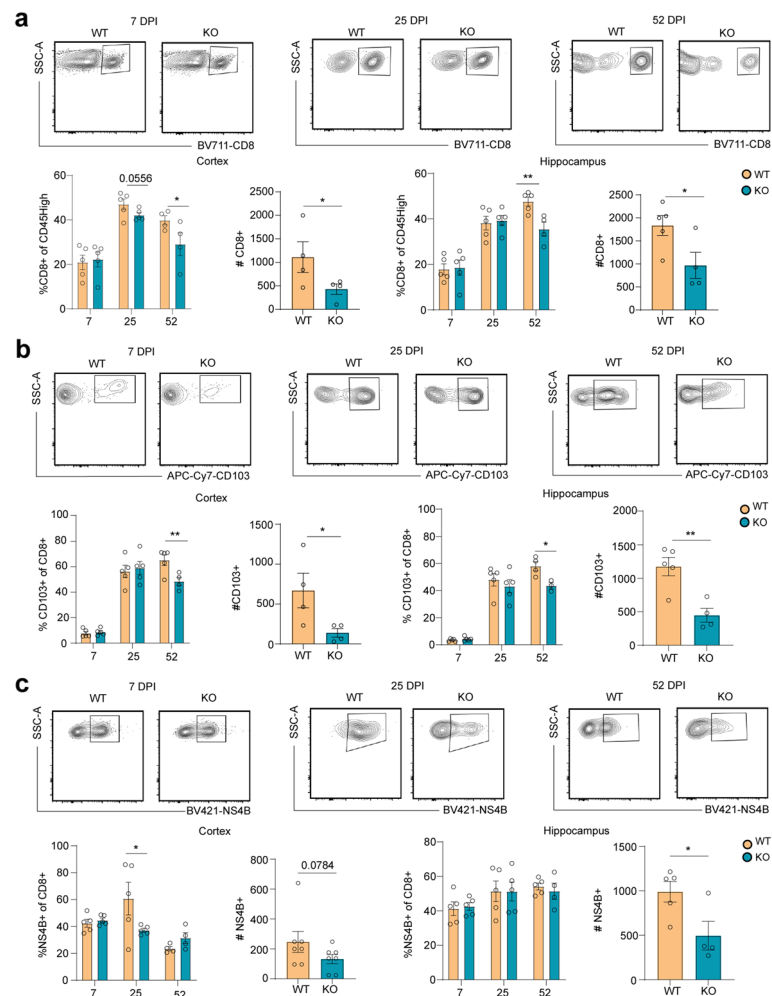 a
7 DPI
25 DPI
52 DPI
WT
KO
WT
KO
WT
KO
SSC-A
SSC-A
SSC-A
BV711-CD8
BV711-CD8
BV711-CD8
Cortex
Hippocampus
WT
KO
%CD8+ of CD45High
60
40
20
0
0.0556
*
7
25
52
# CD8+
2500
2000
1500
1000
500
0
*
WT
KO
%CD8+ of CD45High
60
40
20
0
**
7
25
52
#CD8+
2500
2000
1500
1000
500
0
*
WT
KO
b
7 DPI
25 DPI
52 DPI
WT
KO
WT
KO
WT
KO
SSC-A
SSC-A
SSC-A
APC-Cy7-CD103
APC-Cy7-CD103
APC-Cy7-CD103
Cortex
Hippocampus
WT
KO
% CD103+ of CD8+
100
80
60
40
20
0
**
7
25
52
#CD103+
1500
1000
500
0
*
WT
KO
% CD103+ of CD8+
100
80
60
40
20
0
*
7
25
52
#CD103+
2000
1500
1000
500
0
**
WT
KO
c
7 DPI
25 DPI
52 DPI
WT
KO
WT
KO
WT
KO
SSC-A
SSC-A
SSC-A
BV421-NS4B
BV421-NS4B
BV421-NS4B
Cortex
Hippocampus
WT
KO
%NS4B+ of CD8+
100
80
60
40
20
0
*
7
25
52
# NS4B+
800
600
400
200
0
0.0784
WT
KO
%NS4B+ of CD8+
100
80
60
40
20
0
7
25
52
# NS4B+
1500
1000
500
0
*
WT
KO